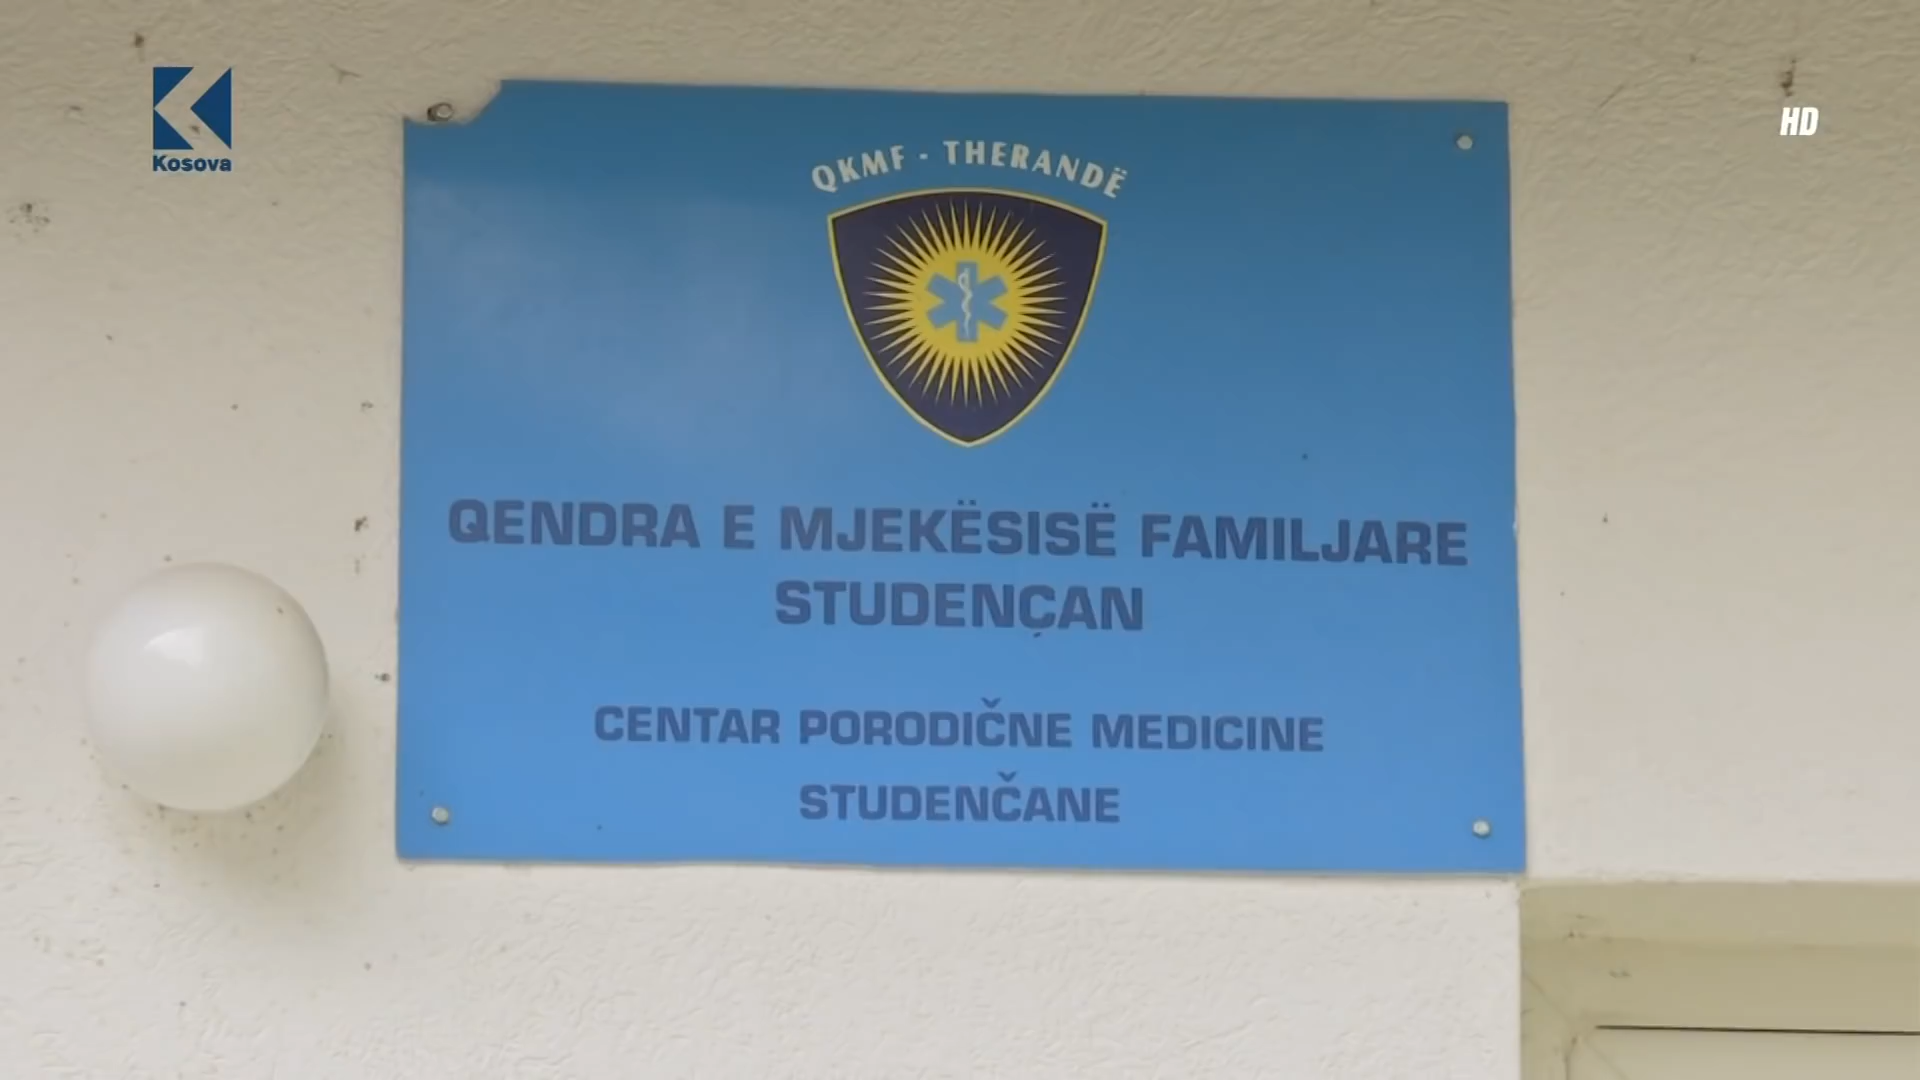 Kosova
HD
QKMF - THERANDË
QENDRA E MJEKËSISË FAMILJARE
STUDENÇAN
CENTAR PORODIČNE MEDICINE
STUDENČANE